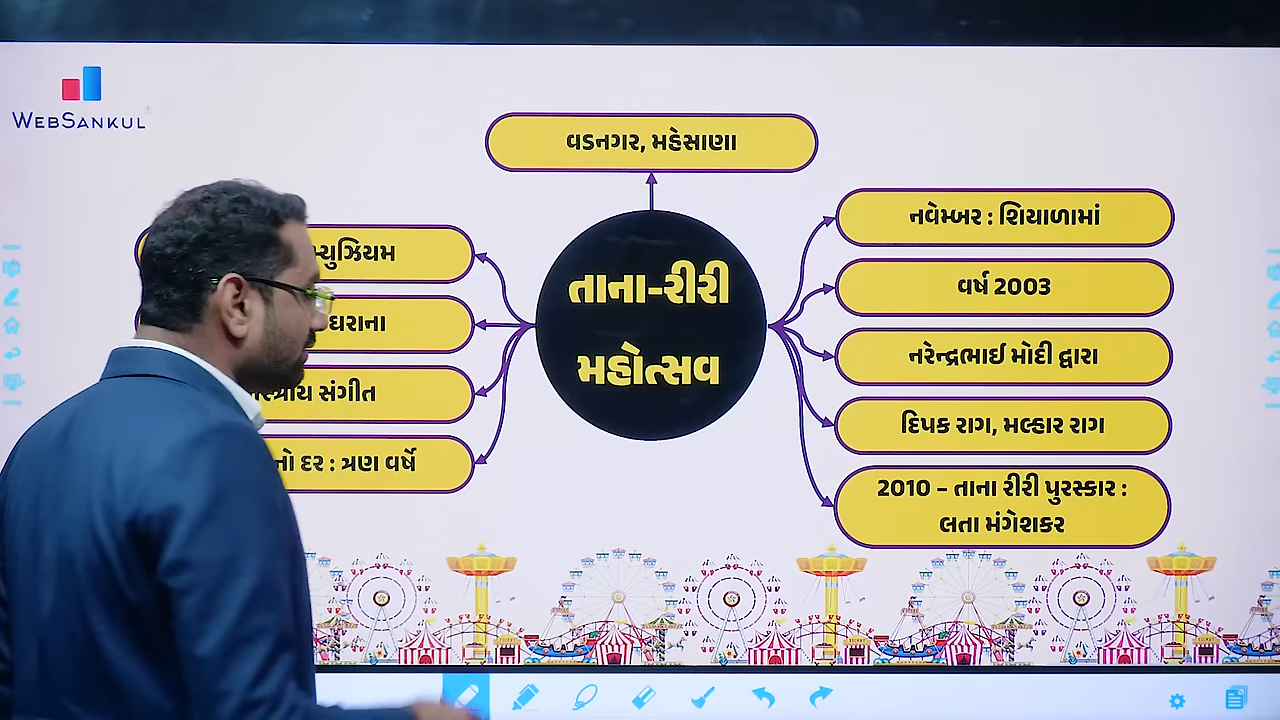 WEBSANKUL
વડનગર, મહેસાણા
તાના-રીરી
મહોત્સવ
નવેમ્બર : શિયાળામાં
વર્ષ 2003
નરેન્દ્રભાઈ મોદી દ્વારા
દિપક રાગ, મલ્હાર રાગ
2010 – તાના રીરી પુરસ્કાર :
લતા મંગેશકર
મ્યુઝિયમ
ઘરાના
સંગીત
દર : ત્રણ વર્ષે